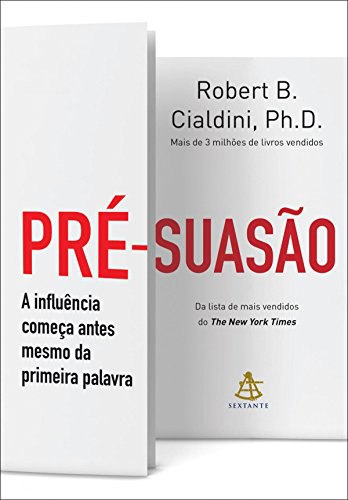 Robert B.
Cialdini, Ph.D.
Mais de 3 milhões de livros vendidos
PRÉ-SUASÃO
A influência
começa antes
mesmo da
primeira palavra
Da lista de mais vendidos
do The New York Times
SEXTANTE